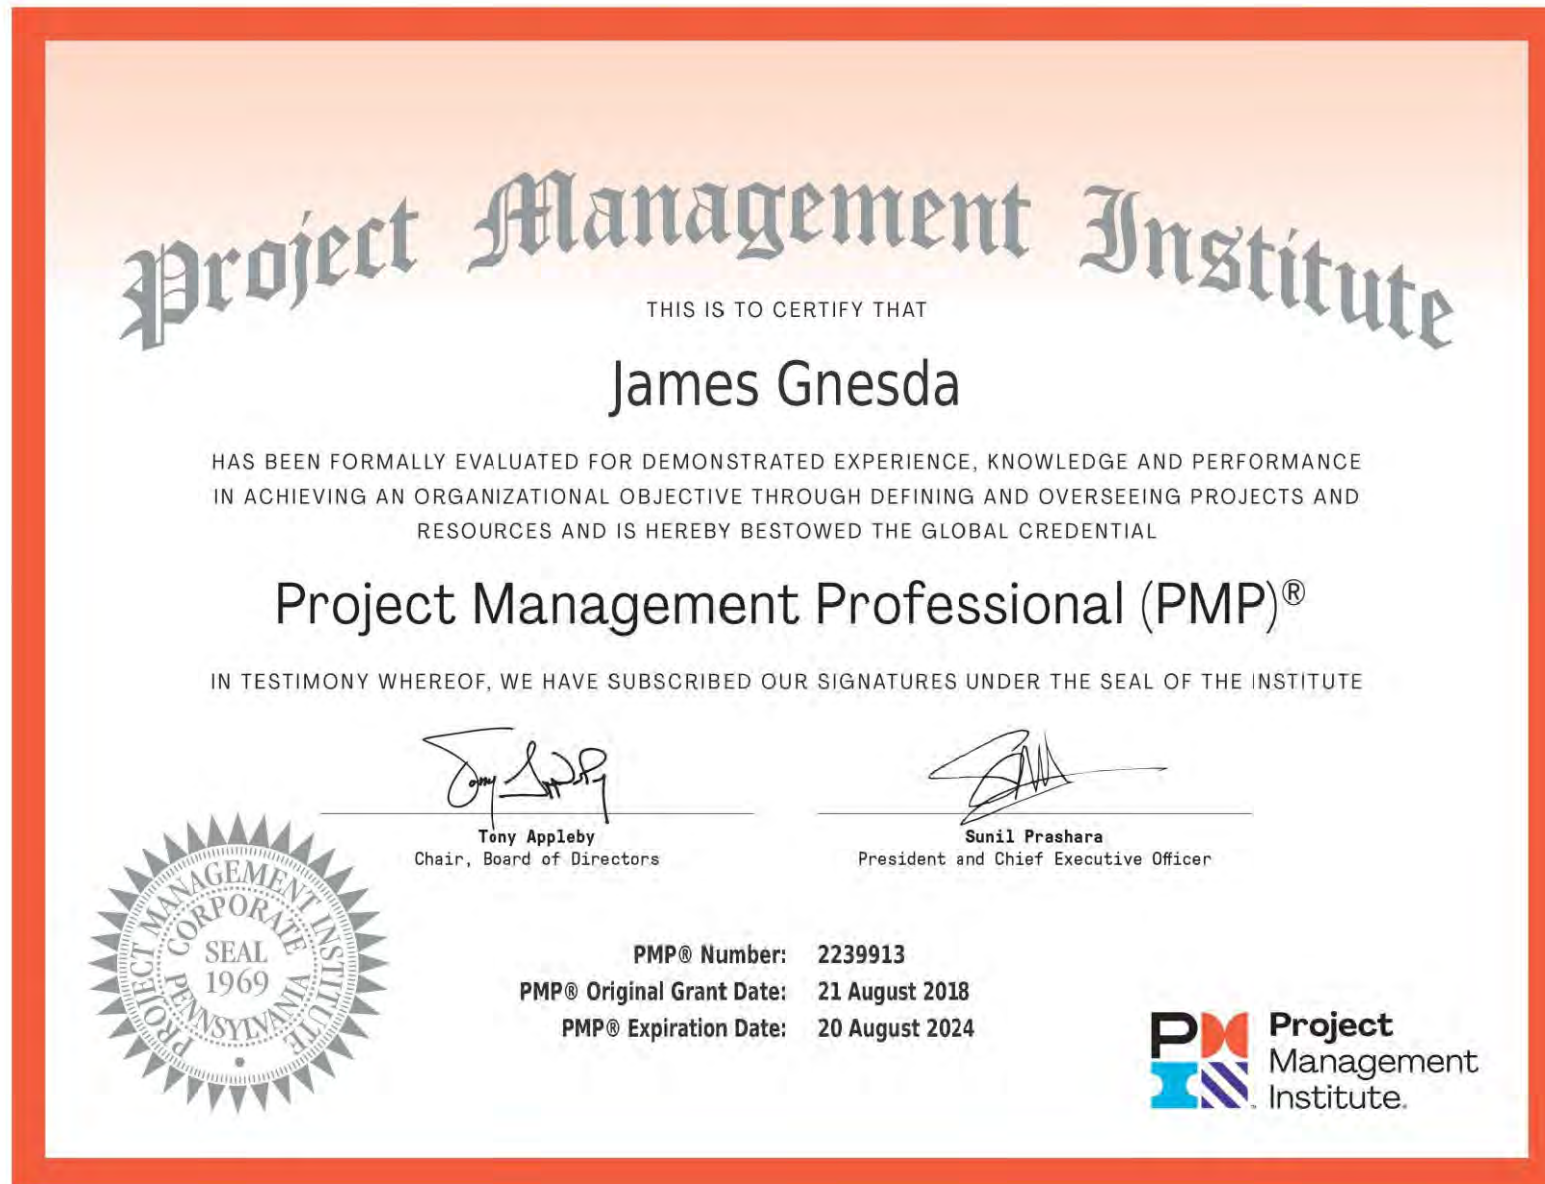 Project Management Institute
THIS IS TO CERTIFY THAT
James Gnesda
HAS BEEN FORMALLY EVALUATED FOR DEMONSTRATED EXPERIENCE, KNOWLEDGE AND PERFORMANCE
IN ACHIEVING AN ORGANIZATIONAL OBJECTIVE THROUGH DEFINING AND OVERSEEING PROJECTS AND
RESOURCES AND IS HEREBY BESTOWED THE GLOBAL CREDENTIAL
Project Management Professional (PMP)®
IN TESTIMONY WHEREOF, WE HAVE SUBSCRIBED OUR SIGNATURES UNDER THE SEAL OF THE INSTITUTE
Tony Appleby
Chair, Board of Directors
Sunil Prashara
President and Chief Executive Officer
PROJECT MANAGEMENT INSTITUTE
CORPORATE
SEAL
1969
PENNSYLVANIA
PMP® Number: 2239913
PMP® Original Grant Date: 21 August 2018
PMP® Expiration Date: 20 August 2024
PM
Project
Management
Institute.